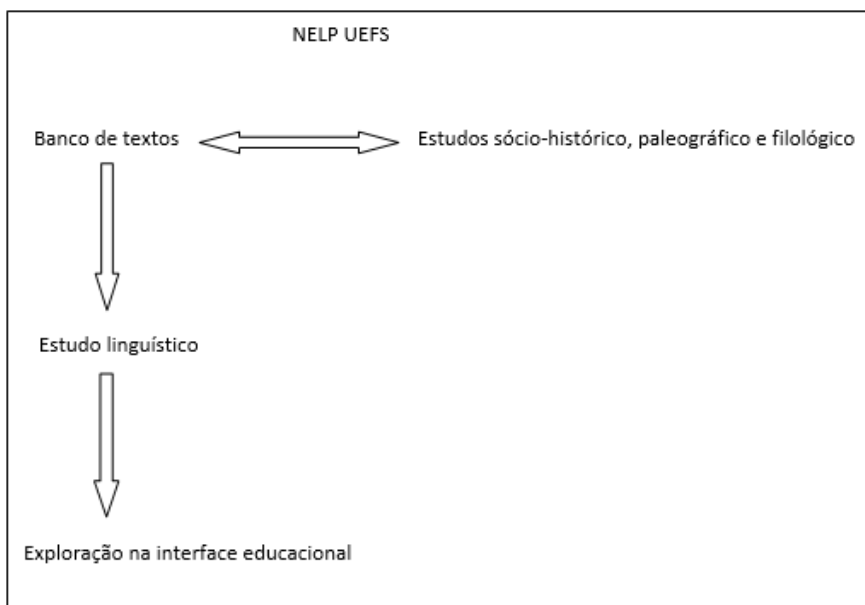 NELP UEFS
Banco de textos
Estudos sócio-histórico, paleográfico e filológico
Estudo linguístico
Exploração na interface educacional